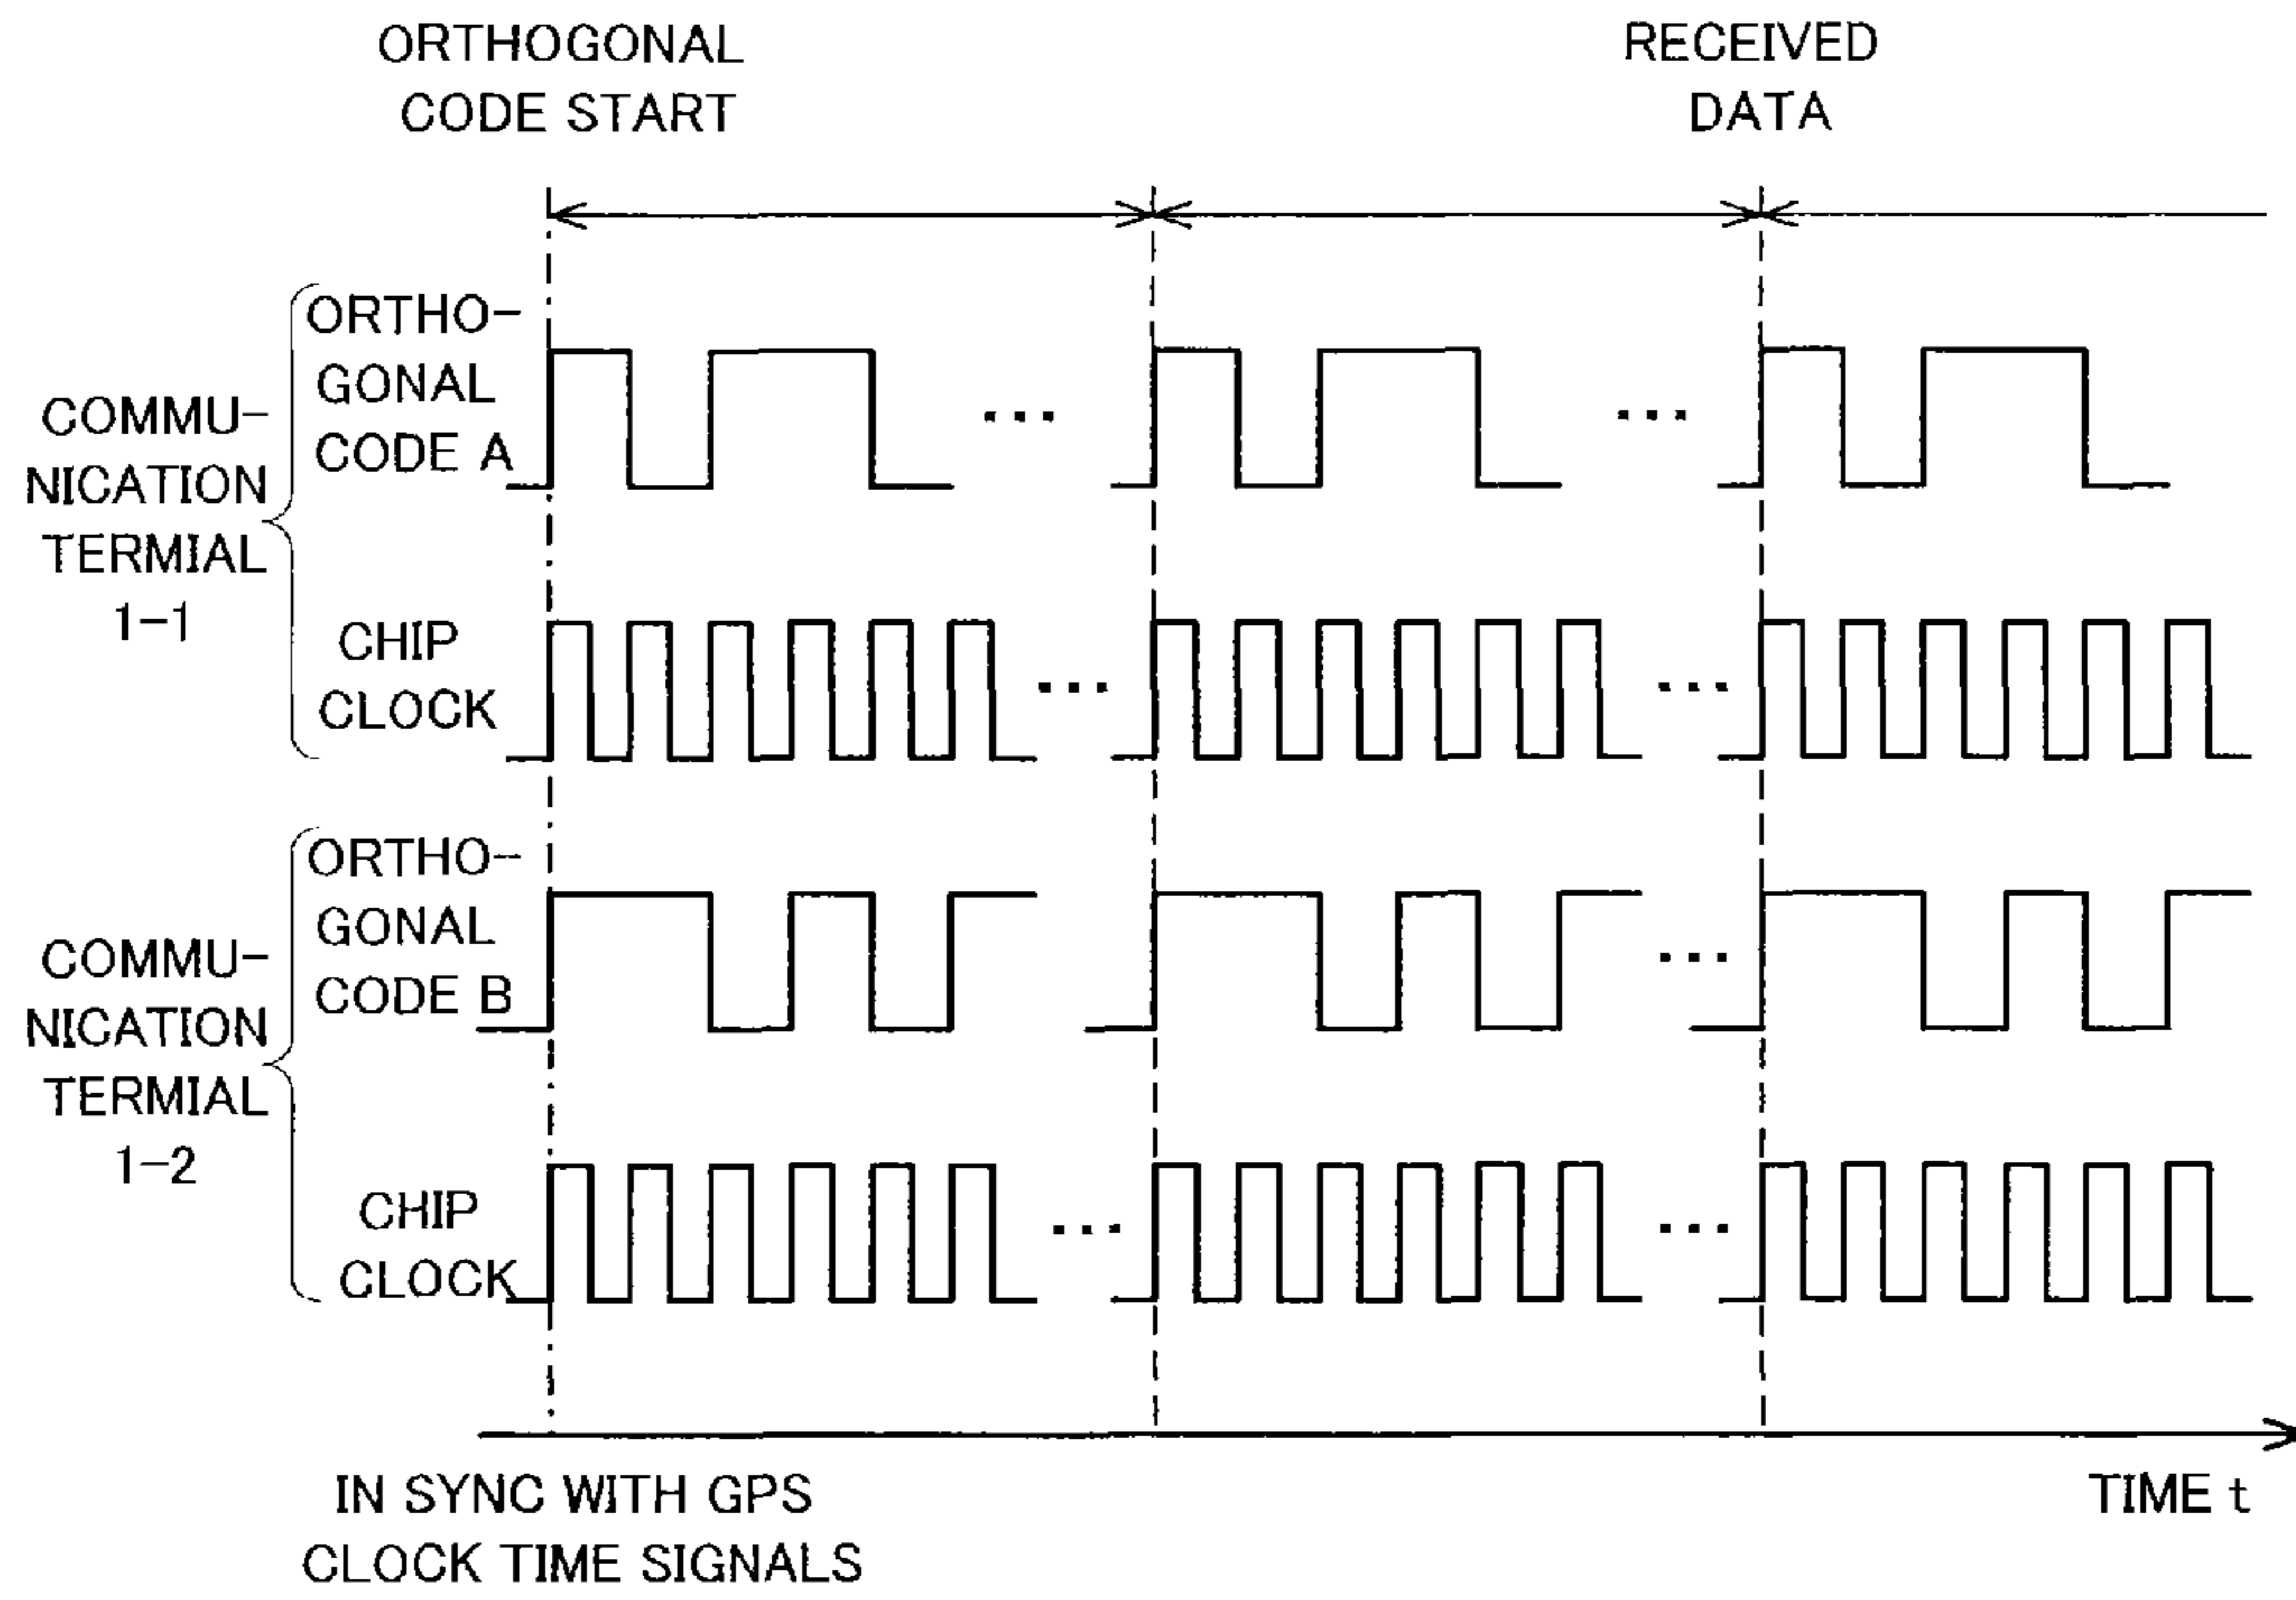 ORTHOGONAL
CODE START
RECEIVED
DATA
COMMU-
NICATION
TERMIAL
1-1
ORTHO-
GONAL
CODE A
...
...
CHIP
CLOCK
...
...
COMMU-
NICATION
TERMIAL
1-2
ORTHO-
GONAL
CODE B
...
CHIP
CLOCK
...
...
IN SYNC WITH GPS
CLOCK TIME SIGNALS
TIME t